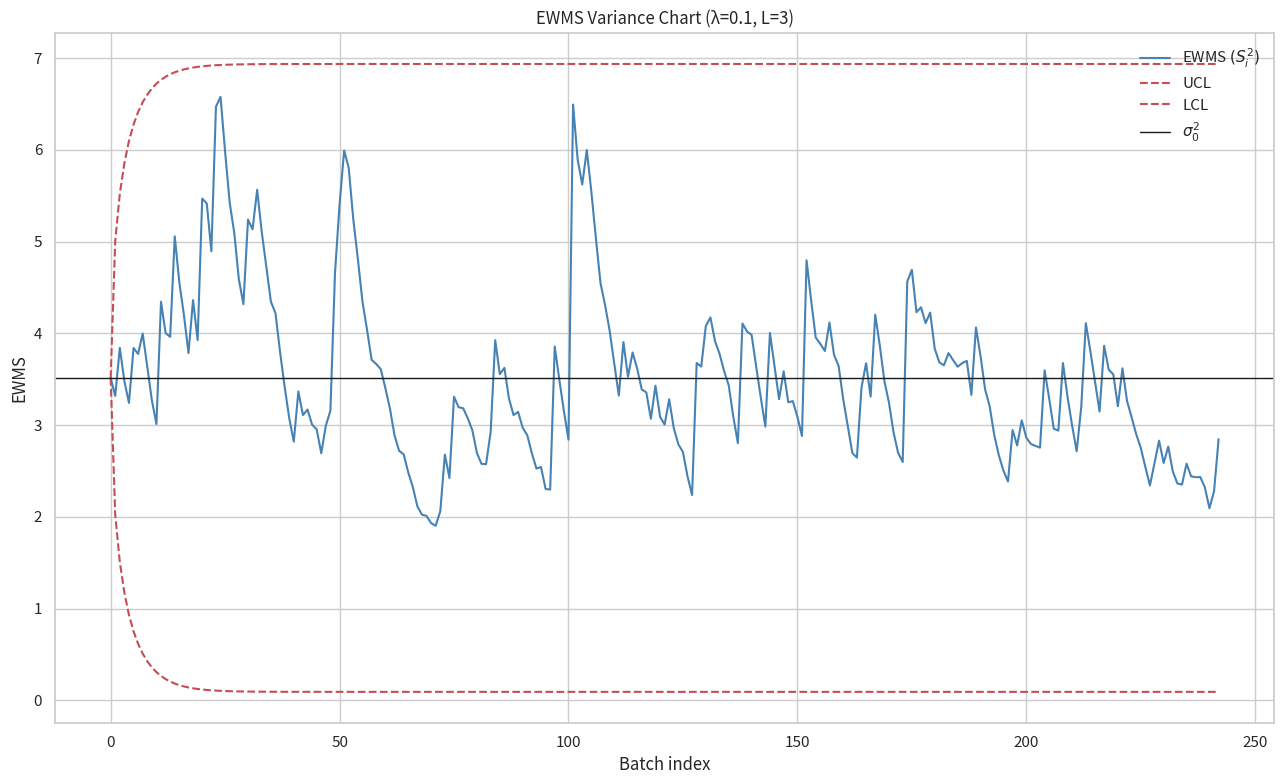 EWMS Variance Chart (λ=0.1, L=3)
7
6
5
4
3
2
1
0
EWMS
0
50
100
150
200
250
Batch index
EWMS (S_i^2)
UCL
LCL
σ_0^2